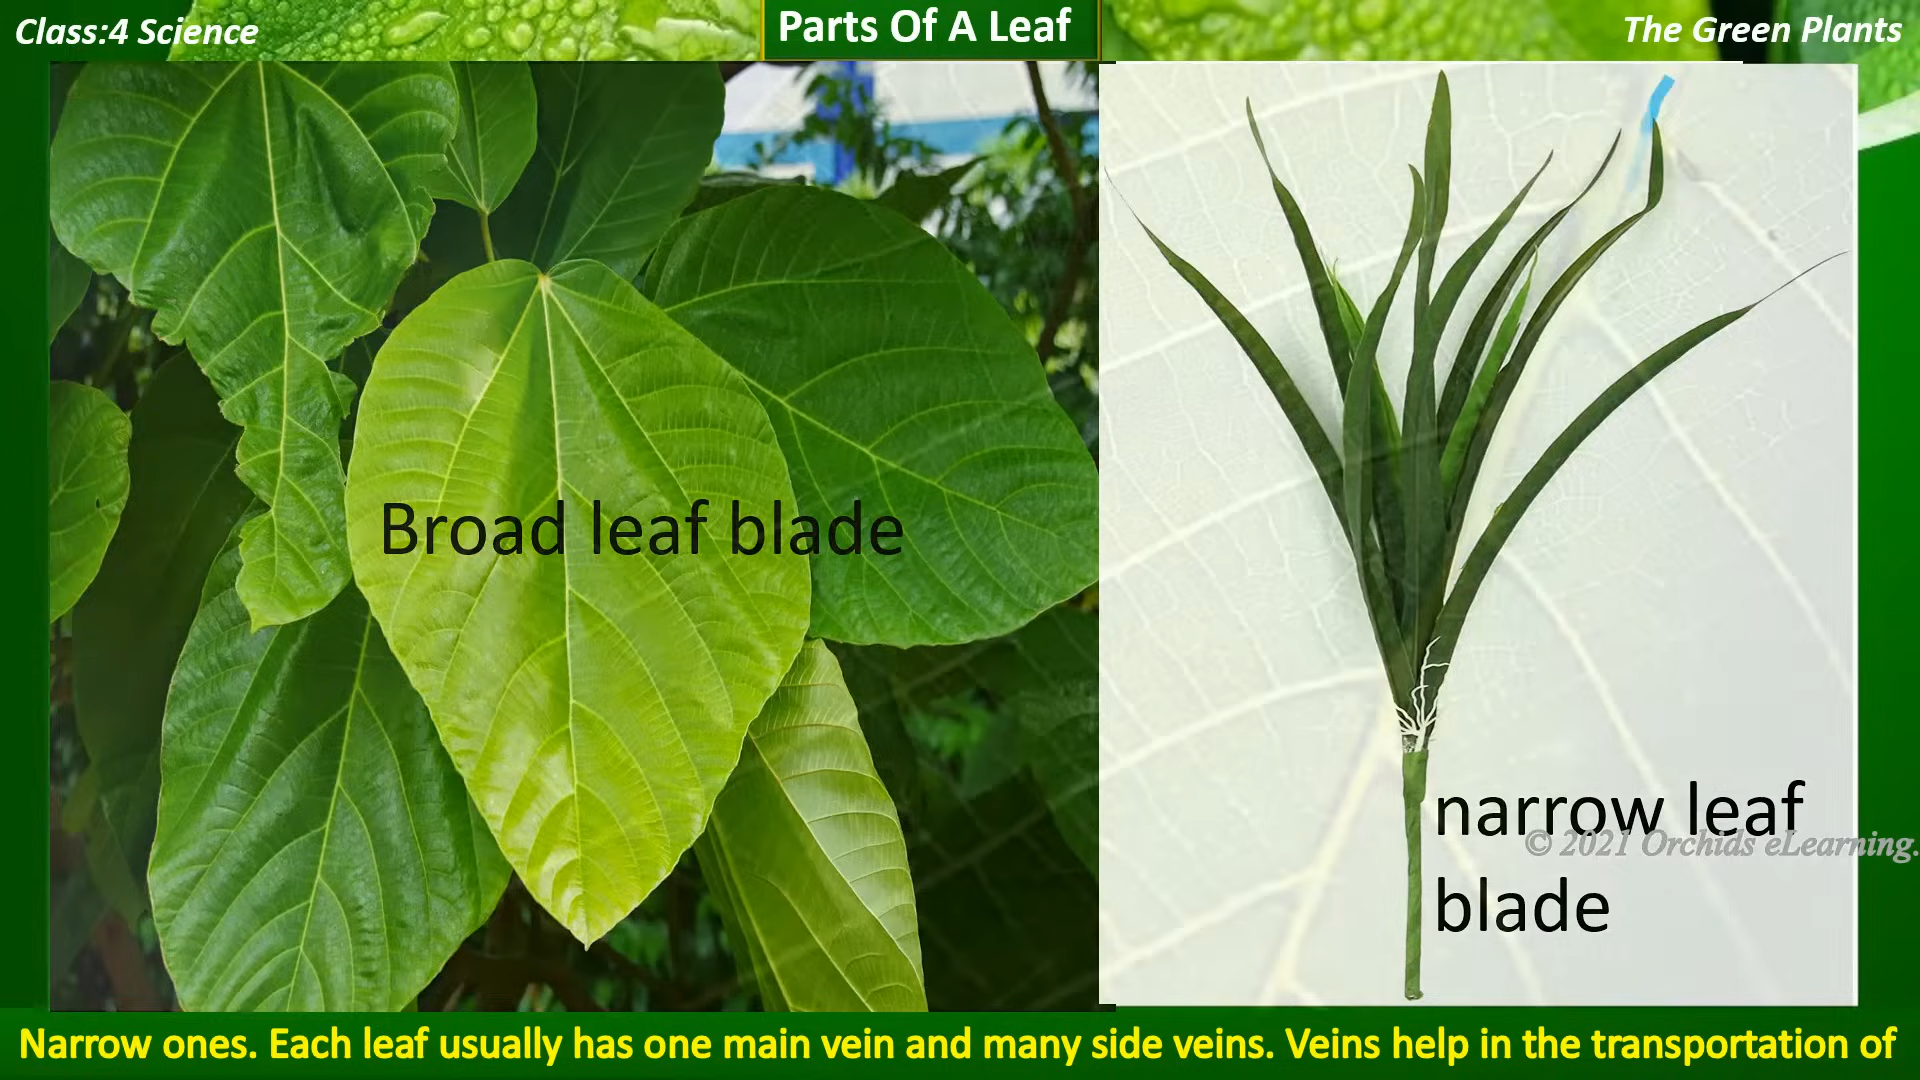 Class:4 Science
Parts Of A Leaf
The Green Plants
Broad leaf blade
narrow leaf
blade
© 2021 Orchids eLearning.
Narrow ones. Each leaf usually has one main vein and many side veins. Veins help in the transportation of